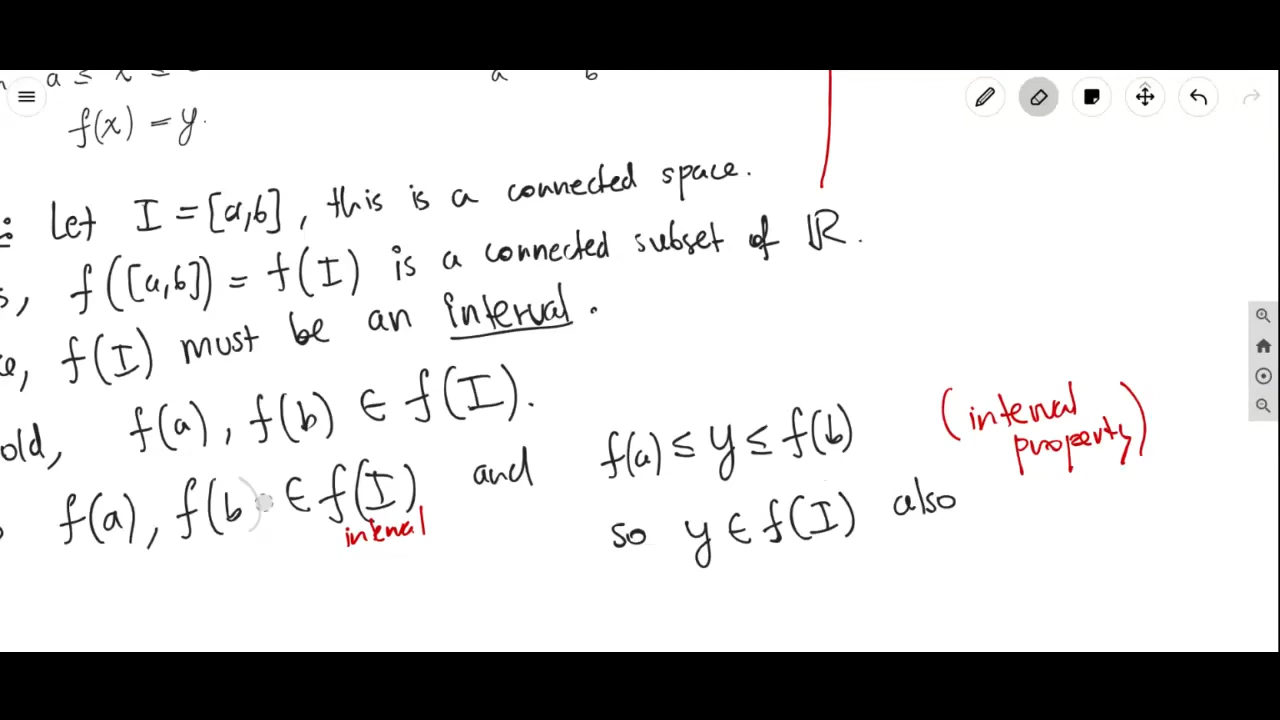 a ≤ x ≤
a b
f(x) = y.
Let I = [a,b], this is a connected space.
s, f([a,b]) = f(I) is a connected subset of ℝ.
e, f(I) must be an interval.
old, f(a), f(b) ∈ f(I).
f(a), f(b) ∈ f(I) and f(a) ≤ y ≤ f(b) (interval property)
interval
so y ∈ f(I) also